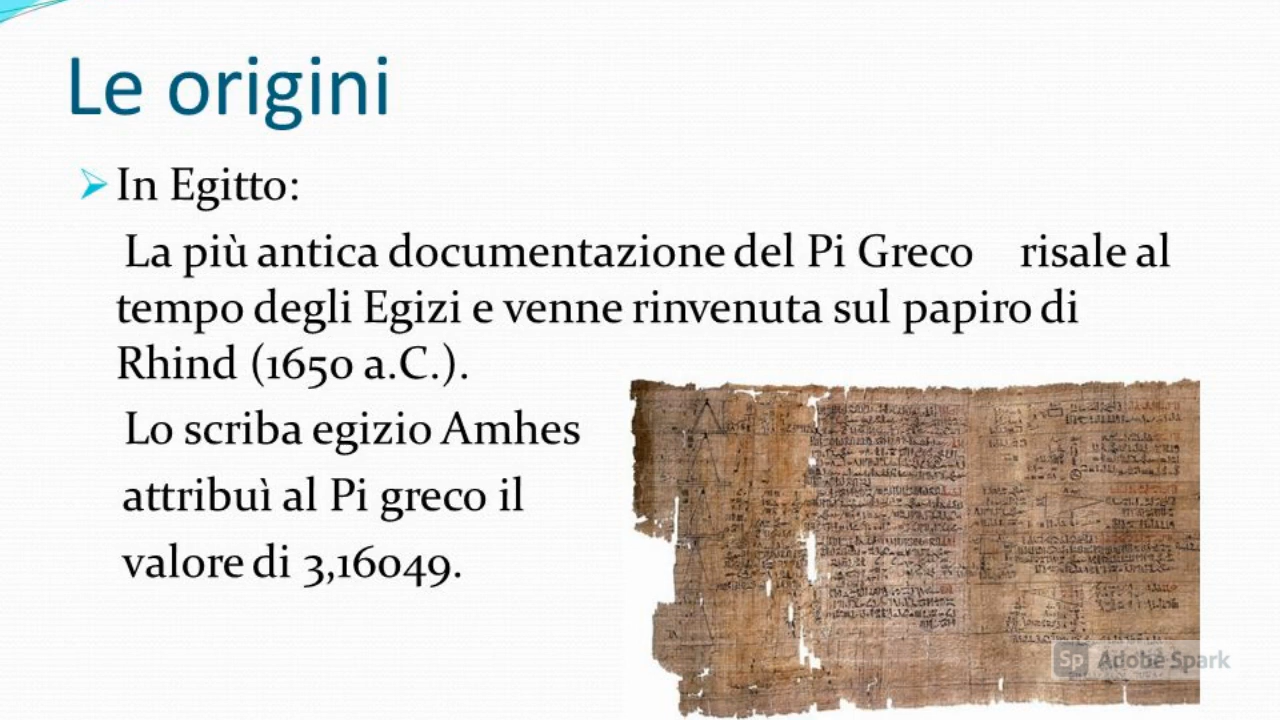 Le origini
In Egitto:
La più antica documentazione del Pi Greco risale al
tempo degli Egizi e venne rinvenuta sul papiro di
Rhind (1650 a.C.).
Lo scriba egizio Amhes
attribuì al Pi greco il
valore di 3,16049.
Sp Adobe Spark